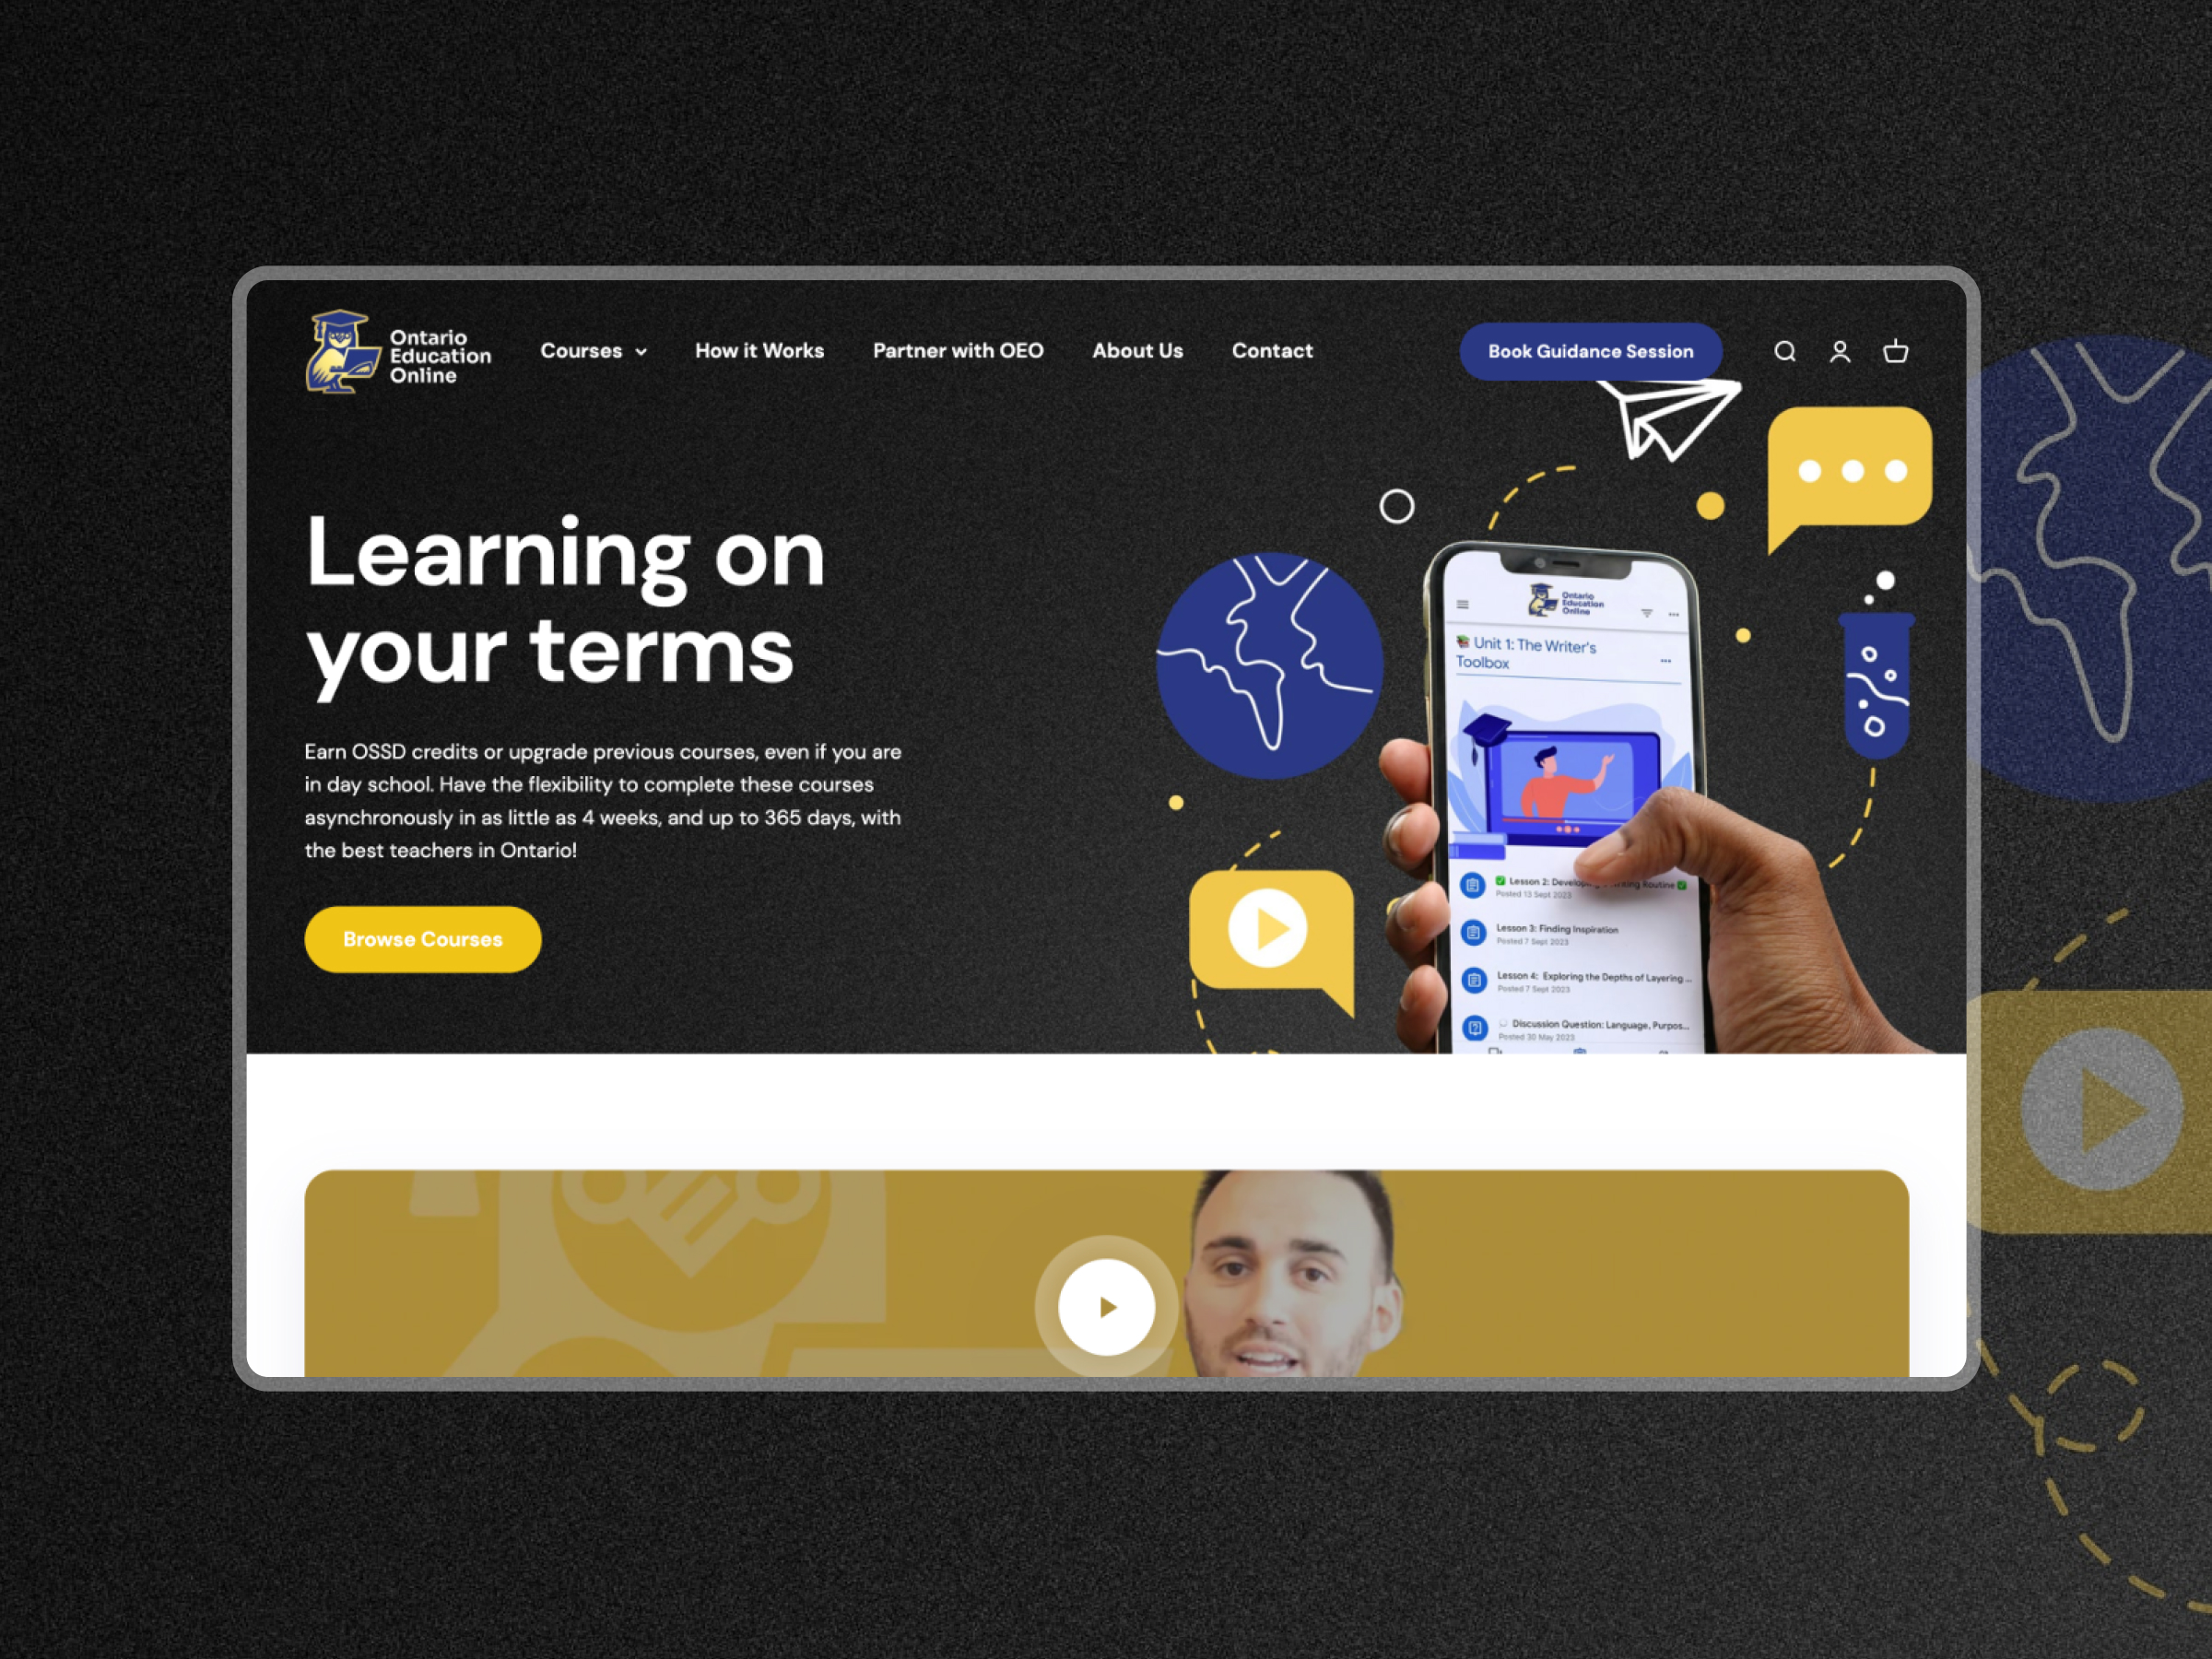 Ontario
Education
Online
Courses
How it Works
Partner with OEO
About Us
Contact
Book Guidance Session
Learning on
your terms
Earn OSSD credits or upgrade previous courses, even if you are
in day school. Have the flexibility to complete these courses
asynchronously in as little as 4 weeks, and up to 365 days, with
the best teachers in Ontario!
Browse Courses
Ontario
Education
Online
Unit 1: The Writer's
Toolbox
Lesson 2: Routine
Posted 13 Sept 2023
Lesson 3: Finding Inspiration
Posted 7 Sept 2023
Lesson 4: Exploring the Depths of Layering ...
Posted 7 Sept 2023
Discussion Question: Language, Purpos...
Posted 30 May 2023